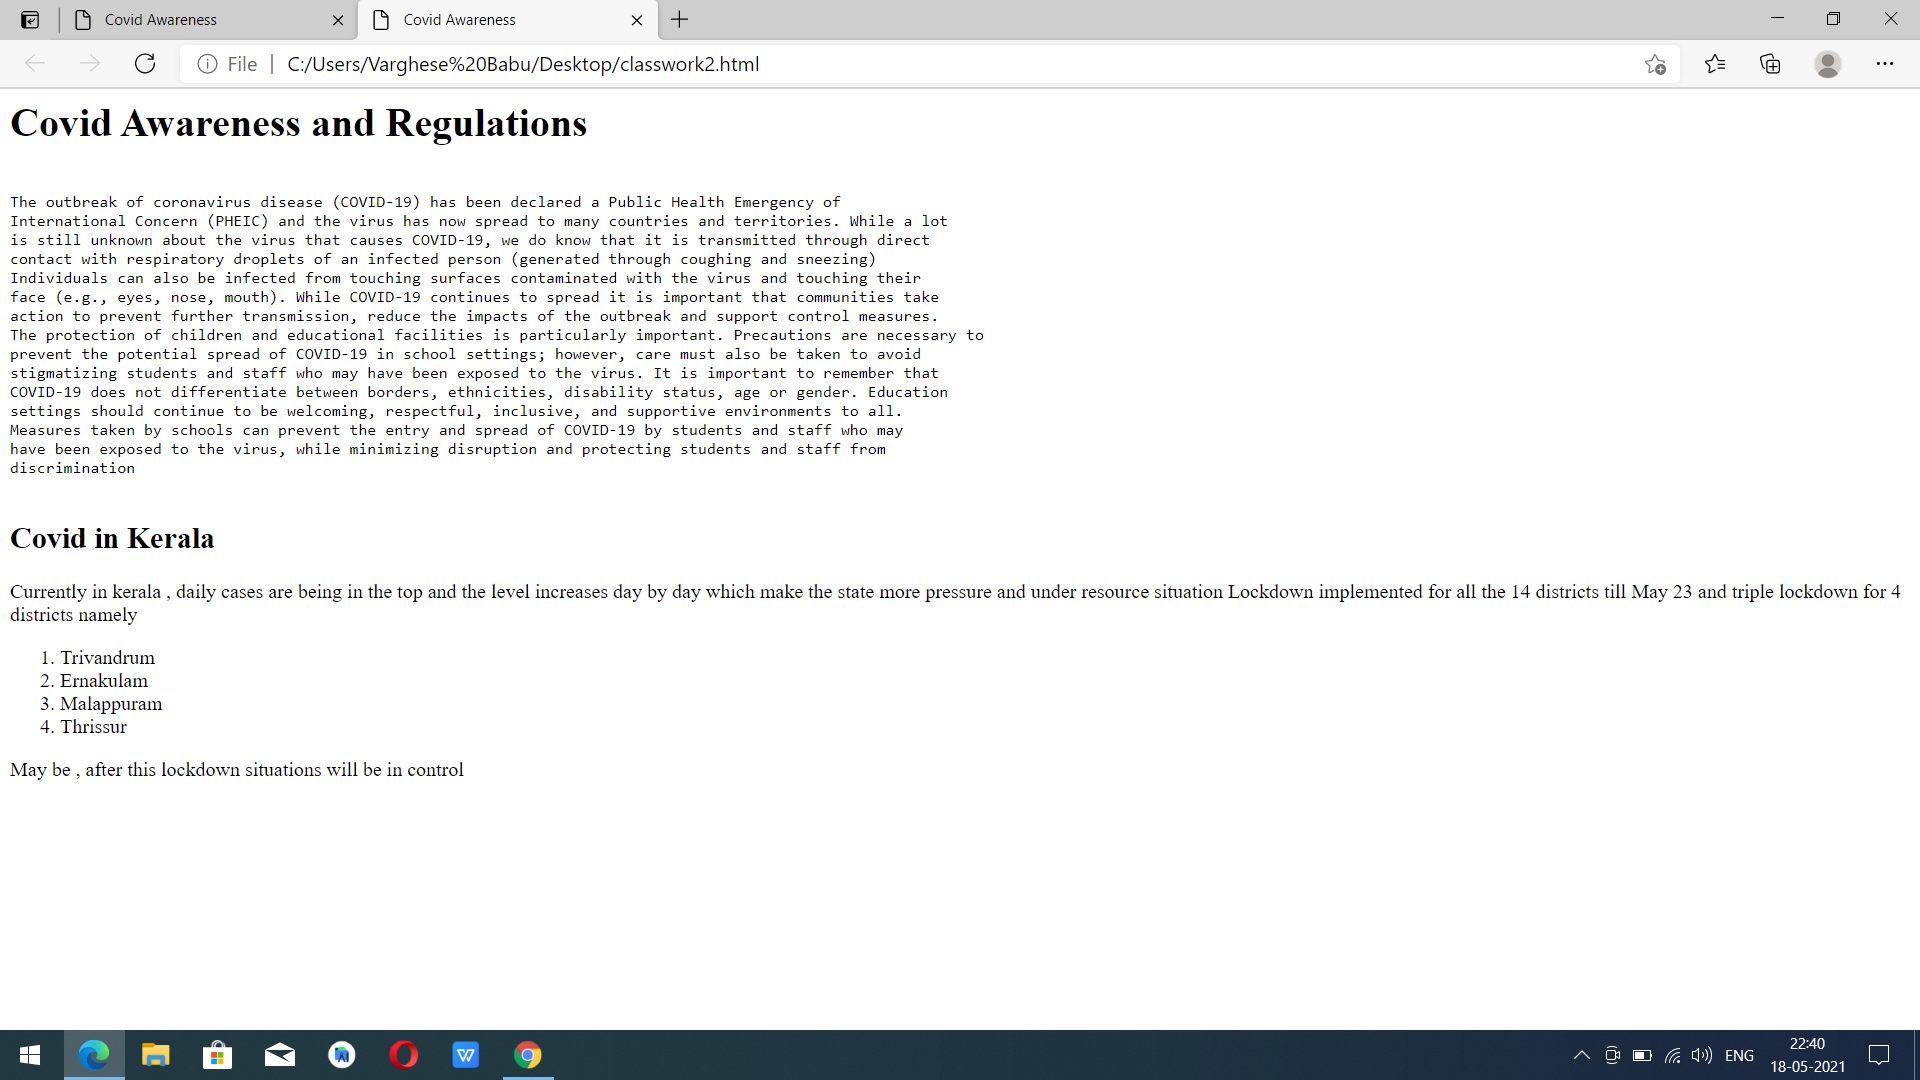 Covid Awareness
Covid Awareness
File | C:/Users/Varghese%20Babu/Desktop/classwork2.html
Covid Awareness and Regulations
The outbreak of coronavirus disease (COVID-19) has been declared a Public Health Emergency of
International Concern (PHEIC) and the virus has now spread to many countries and territories. While a lot
is still unknown about the virus that causes COVID-19, we do know that it is transmitted through direct
contact with respiratory droplets of an infected person (generated through coughing and sneezing)
Individuals can also be infected from touching surfaces contaminated with the virus and touching their
face (e.g., eyes, nose, mouth). While COVID-19 continues to spread it is important that communities take
action to prevent further transmission, reduce the impacts of the outbreak and support control measures.
The protection of children and educational facilities is particularly important. Precautions are necessary to
prevent the potential spread of COVID-19 in school settings; however, care must also be taken to avoid
stigmatizing students and staff who may have been exposed to the virus. It is important to remember that
COVID-19 does not differentiate between borders, ethnicities, disability status, age or gender. Education
settings should continue to be welcoming, respectful, inclusive, and supportive environments to all.
Measures taken by schools can prevent the entry and spread of COVID-19 by students and staff who may
have been exposed to the virus, while minimizing disruption and protecting students and staff from
discrimination
Covid in Kerala
Currently in kerala , daily cases are being in the top and the level increases day by day which make the state more pressure and under resource situation Lockdown implemented for all the 14 districts till May 23 and triple lockdown for 4
districts namely
1. Trivandrum
2. Ernakulam
3. Malappuram
4. Thrissur
May be , after this lockdown situations will be in control
ENG
22:40
18-05-2021